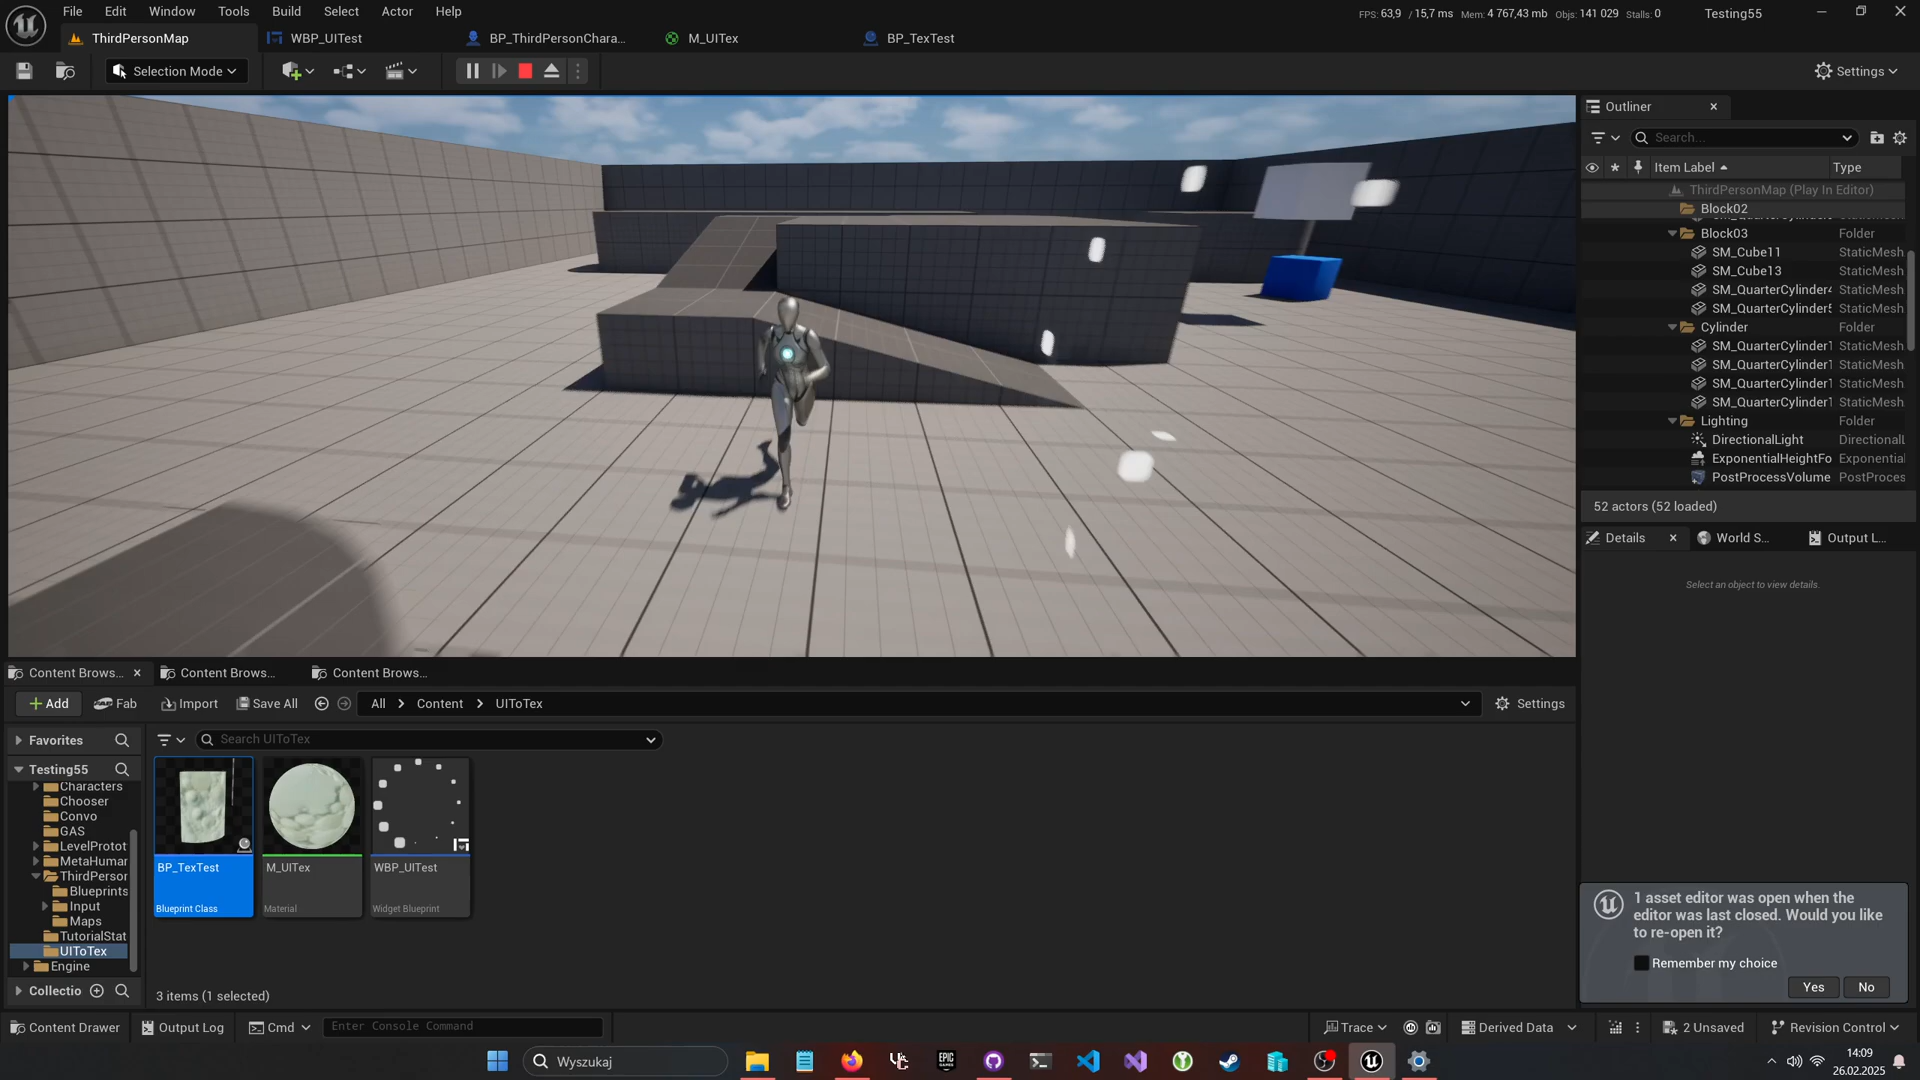 File Edit Window Tools Build Select Actor Help
FPS: 63,9 / 15,7 ms Mem: 4 767,43 mb Objs: 141 029 Stalls: 0
Testing55
ThirdPersonMap
WBP_UITest
BP_ThirdPersonChara...
M_UITex
BP_TexTest
Selection Mode
Settings
Outliner
Search...
Item Label
Type
ThirdPersonMap (Play In Editor)
Block02
Block03 Folder
SM_Cube11 StaticMesh
SM_Cube13 StaticMesh
SM_QuarterCylinder4 StaticMesh
SM_QuarterCylinder5 StaticMesh
Cylinder Folder
SM_QuarterCylinder1 StaticMesh
SM_QuarterCylinder1 StaticMesh
SM_QuarterCylinder1 StaticMesh
SM_QuarterCylinder1 StaticMesh
Lighting Folder
DirectionalLight DirectionalL
ExponentialHeightFo Exponential
PostProcessVolume PostProces
52 actors (52 loaded)
Details
World S...
Output L...
Select an object to view details.
Content Brows...
Content Brows...
Content Brows...
Add
Fab
Import
Save All
All
Content
UIToTex
Settings
Favorites
Search UIToTex
Testing55
Characters
Chooser
Convo
GAS
LevelProtot
MetaHumar
ThirdPersor
Blueprints
Input
Maps
TutorialStat
UIToTex
Engine
Collectio
BP_TexTest
Blueprint Class
M_UITex
Material
WBP_UITest
Widget Blueprint
3 items (1 selected)
1 asset editor was open when the
editor was last closed. Would you like
to re-open it?
Remember my choice
Yes
No
Content Drawer
Output Log
Cmd
Enter Console Command
Trace
Derived Data
2 Unsaved
Revision Control
Wyszukaj
EPIC
GAMES
14:09
26.02.2025